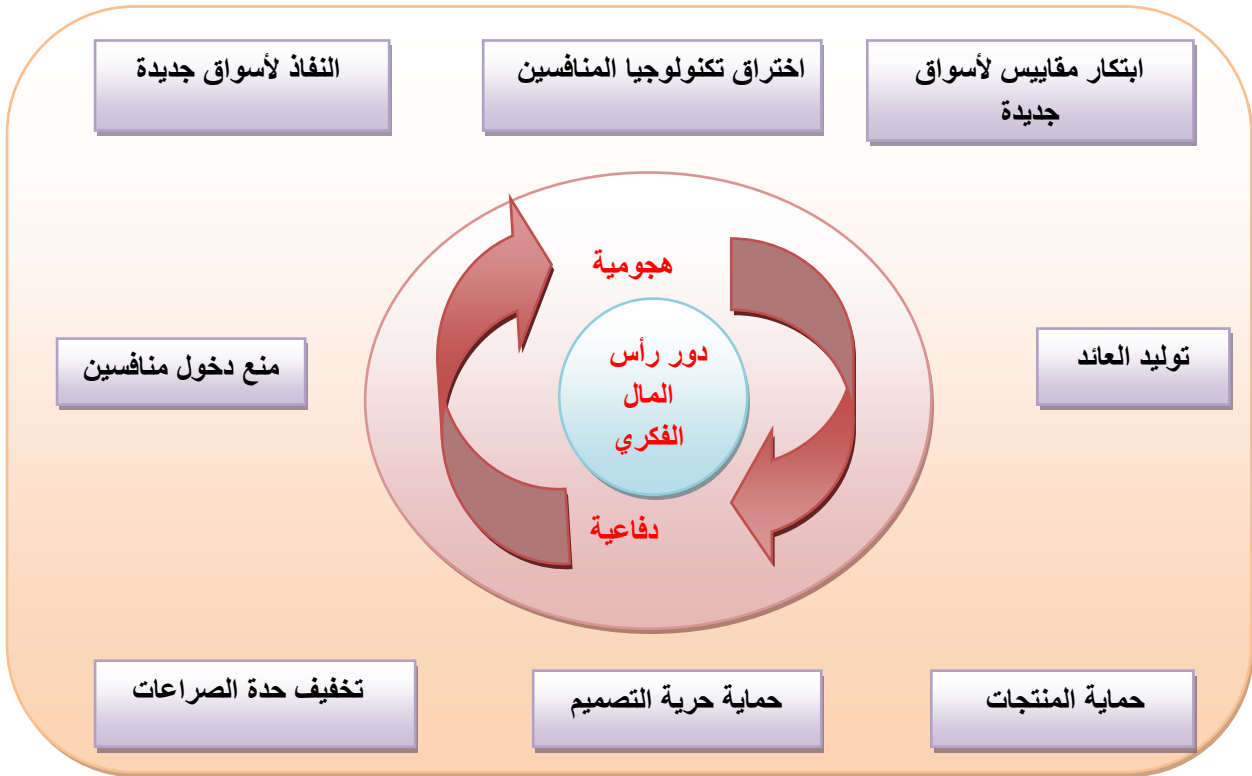 ابتكار مقاييس لأسواق
جديدة
اختراق تكنولوجيا المنافسين
النفاذ لأسواق جديدة
هجومية
توليد العائد
دور رأس
المال
الفكري
منع دخول منافسين
دفاعية
حماية المنتجات
حماية حرية التصميم
تخفيف حدة الصراعات